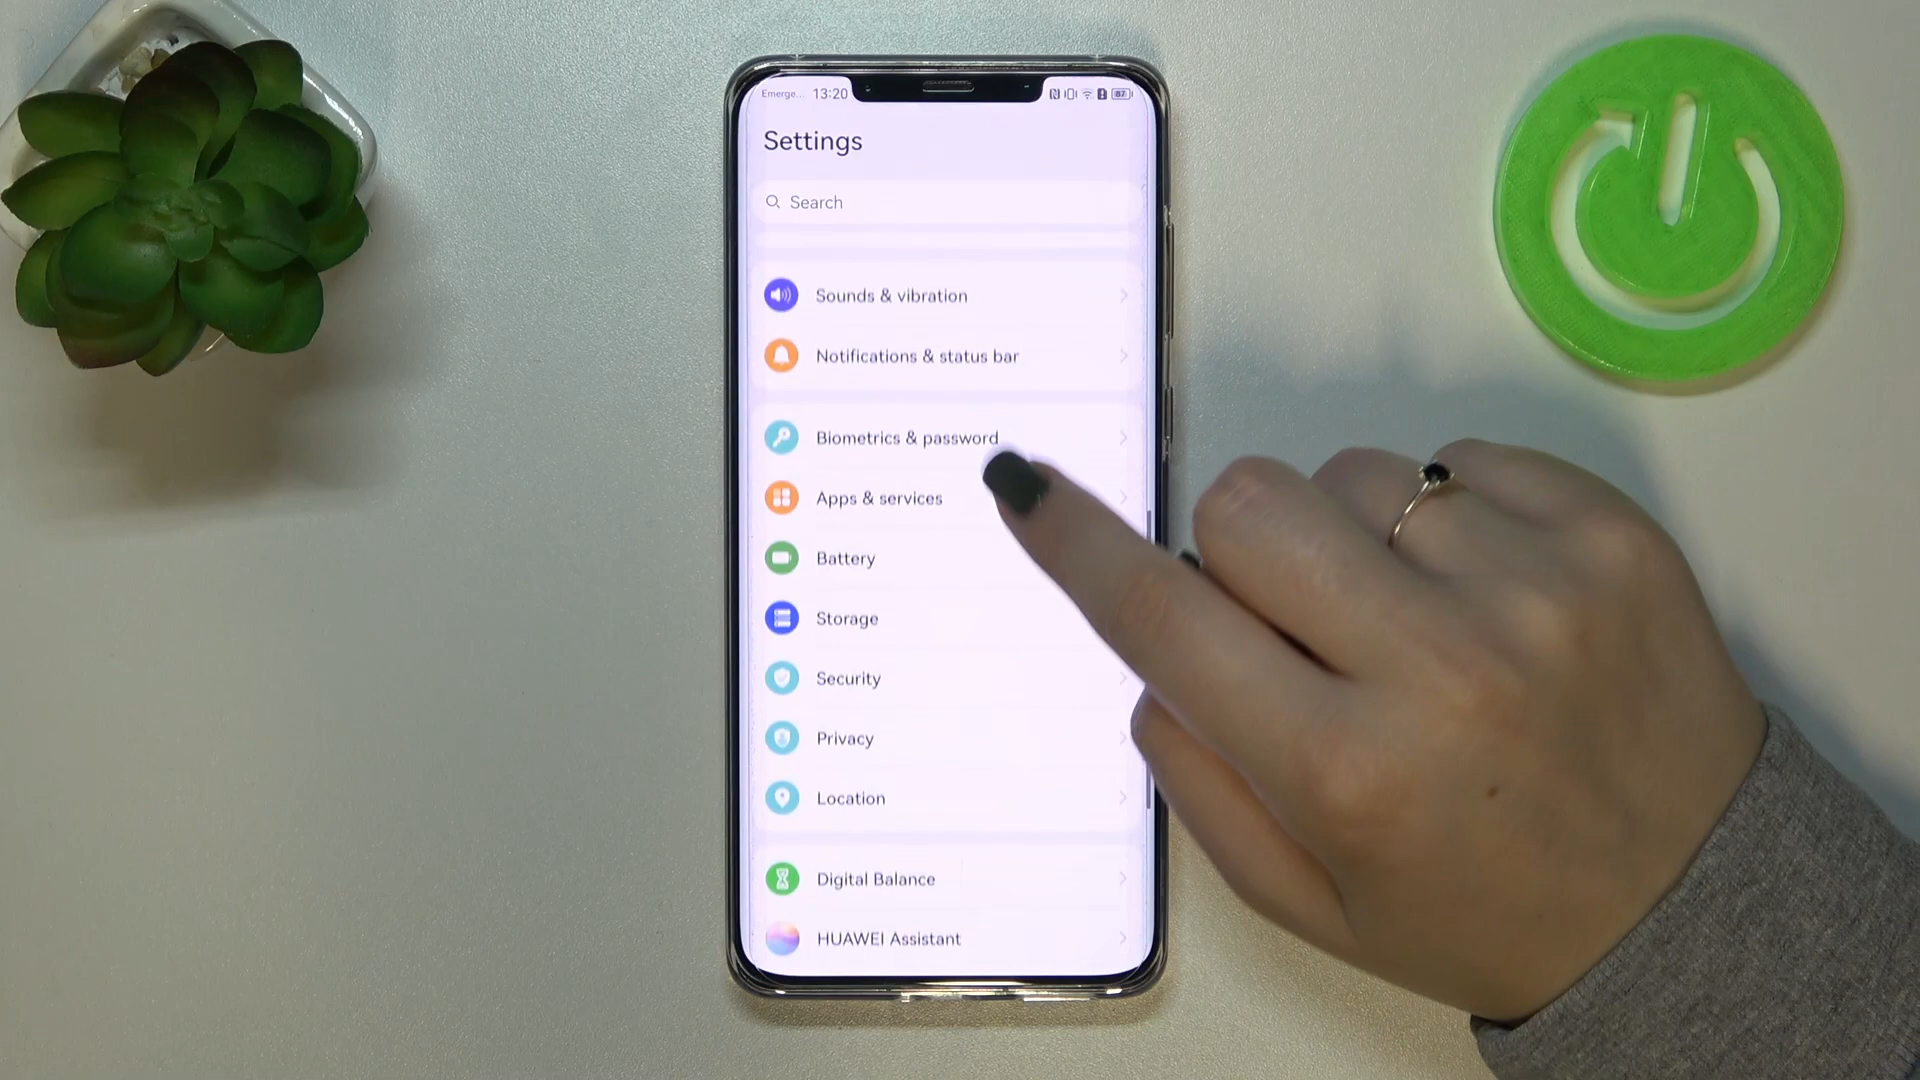 Emerge... 13:20 87
Settings
Search
Sounds & vibration
Notifications & status bar
Biometrics & password
Apps & services
Battery
Storage
Security
Privacy
Location
Digital Balance
HUAWEI Assistant